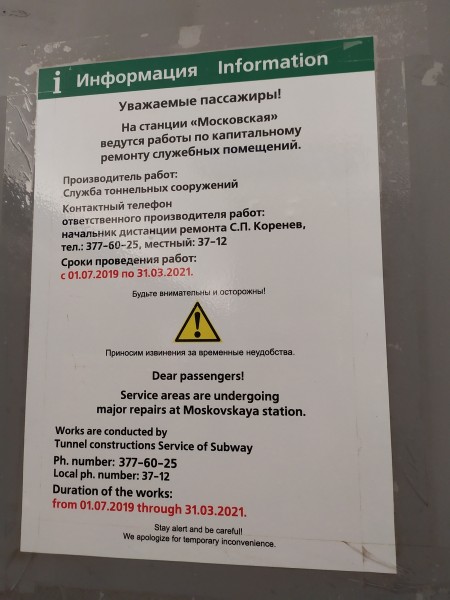 i Информация Information
Уважаемые пассажиры!
На станции «Московская»
ведутся работы по капитальному
ремонту служебных помещений.
Производитель работ:
Служба тоннельных сооружений
Контактный телефон
ответственного производителя работ:
начальник дистанции ремонта С.П. Коренев,
тел.: 377-60-25, местный: 37-12
Сроки проведения работ:
с 01.07.2019 по 31.03.2021.
Будьте внимательны и осторожны!
!
Приносим извинения за временные неудобства.
Dear passengers!
Service areas are undergoing
major repairs at Moskovskaya station.
Works are conducted by
Tunnel constructions Service of Subway
Ph. number: 377-60-25
Local ph. number: 37-12
Duration of the works:
from 01.07.2019 through 31.03.2021.
Stay alert and be careful!
We apologize for temporary inconvenience.